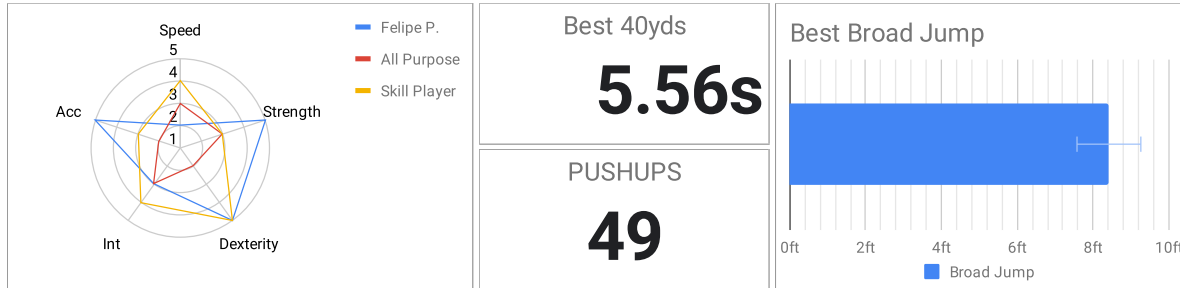 Speed
5
4
3
2
1
Acc
Strength
Int
Dexterity
Felipe P.
All Purpose
Skill Player
Best 40yds
5.56s
PUSHUPS
49
Best Broad Jump
0ft 2ft 4ft 6ft 8ft 10ft
Broad Jump